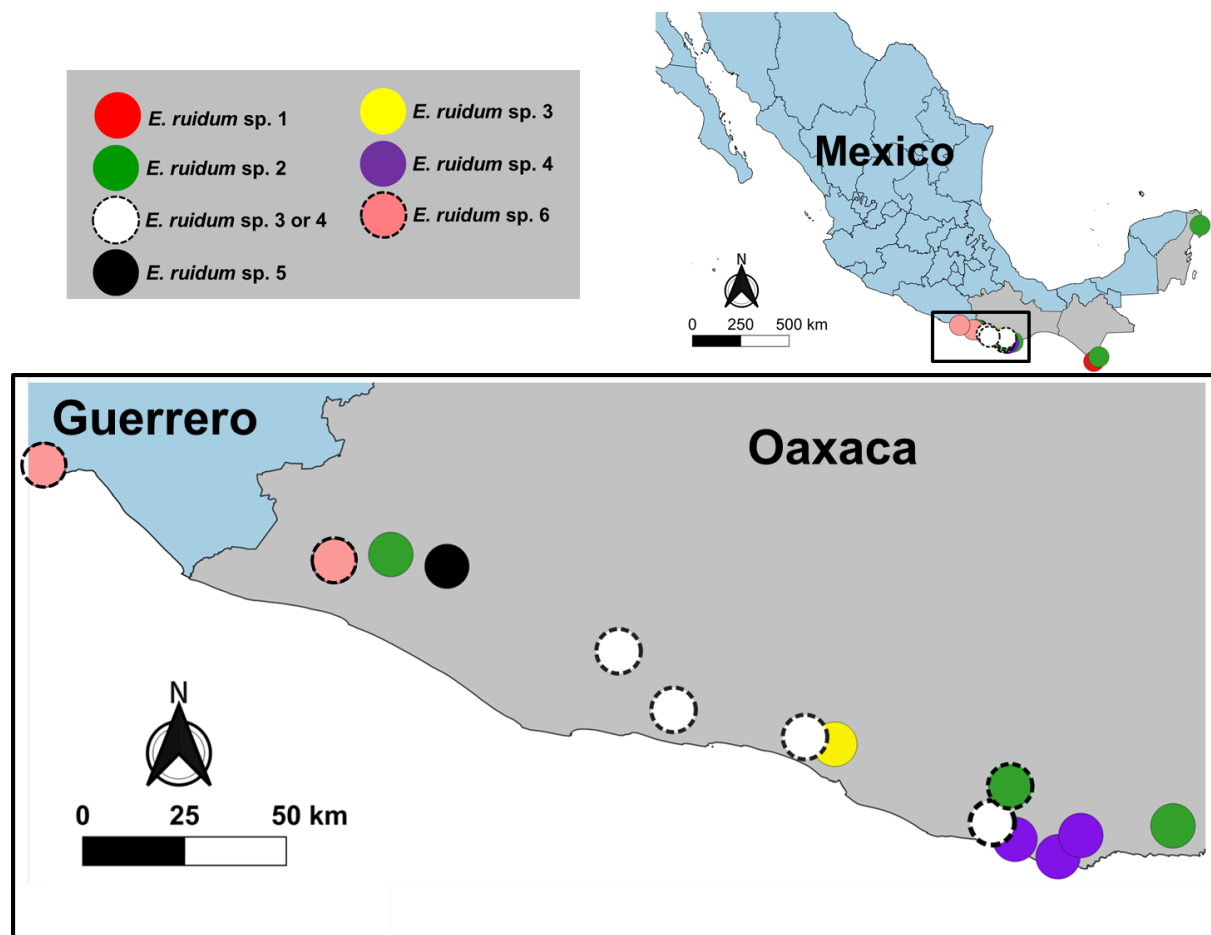 E. ruidum sp. 1
E. ruidum sp. 2
E. ruidum sp. 3 or 4
E. ruidum sp. 5
E. ruidum sp. 3
E. ruidum sp. 4
E. ruidum sp. 6
Mexico
N
0 250 500 km
Guerrero
Oaxaca
N
0 25 50 km